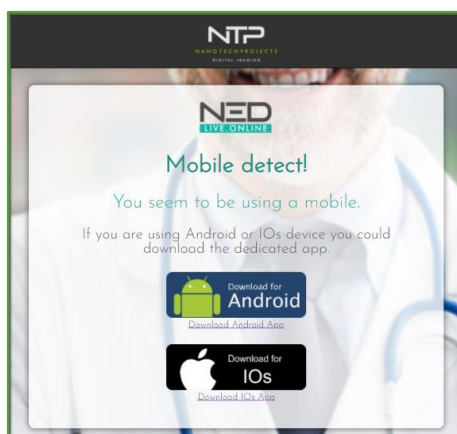 NTP
NANOTECHPROJECTS
DIGITAL IMAGING
NED
LIVE.ONLINE
Mobile detect!
You seem to be using a mobile.
If you are using Android or IOs device you could
download the dedicated app.
Download for
Android
Download Android App
Download for
IOs
Download IOs App